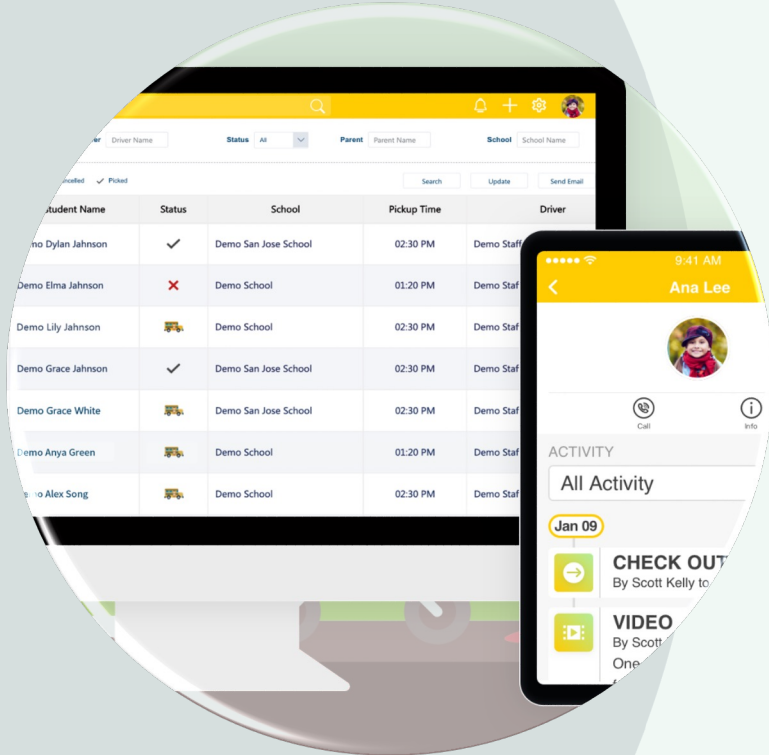 Driver Name Status All Parent Parent Name School School Name
Picked Search Update Send Email
Student Name Status School Pickup Time Driver
Demo Dylan Jahnson Demo San Jose School 02:30 PM Demo Staff
Demo Elma Jahnson Demo School 01:20 PM Demo Staf
Demo Lily Jahnson Demo School 02:30 PM Demo Staf
Demo Grace Jahnson Demo San Jose School 02:30 PM Demo Staf
Demo Grace White Demo San Jose School 02:30 PM Demo Staf
Demo Anya Green Demo School 01:20 PM Demo Staf
Alex Song Demo School 02:30 PM Demo Staf
9:41 AM
Ana Lee
Call Info
ACTIVITY
All Activity
Jan 09
CHECK OUT
By Scott Kelly to
VIDEO
By Scott
One